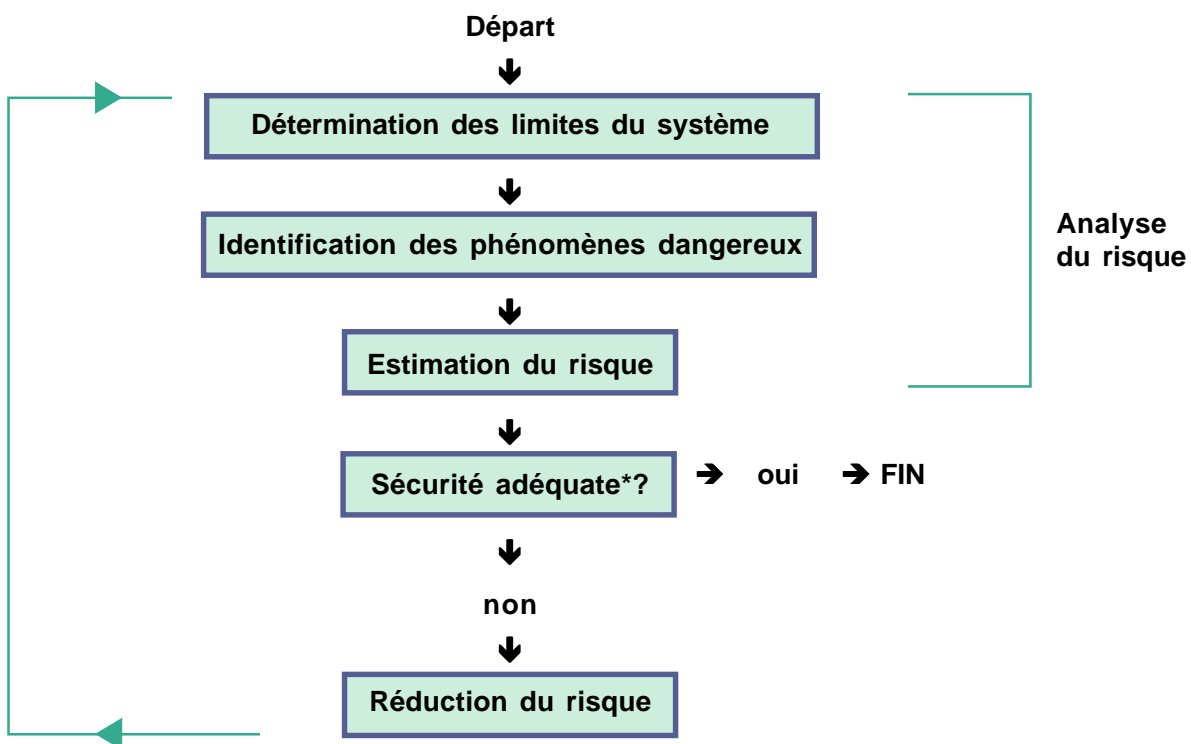 Départ
Détermination des limites du système
Identification des phénomènes dangereux
Analyse
du risque
Estimation du risque
Sécurité adéquate*?
oui
FIN
non
Réduction du risque